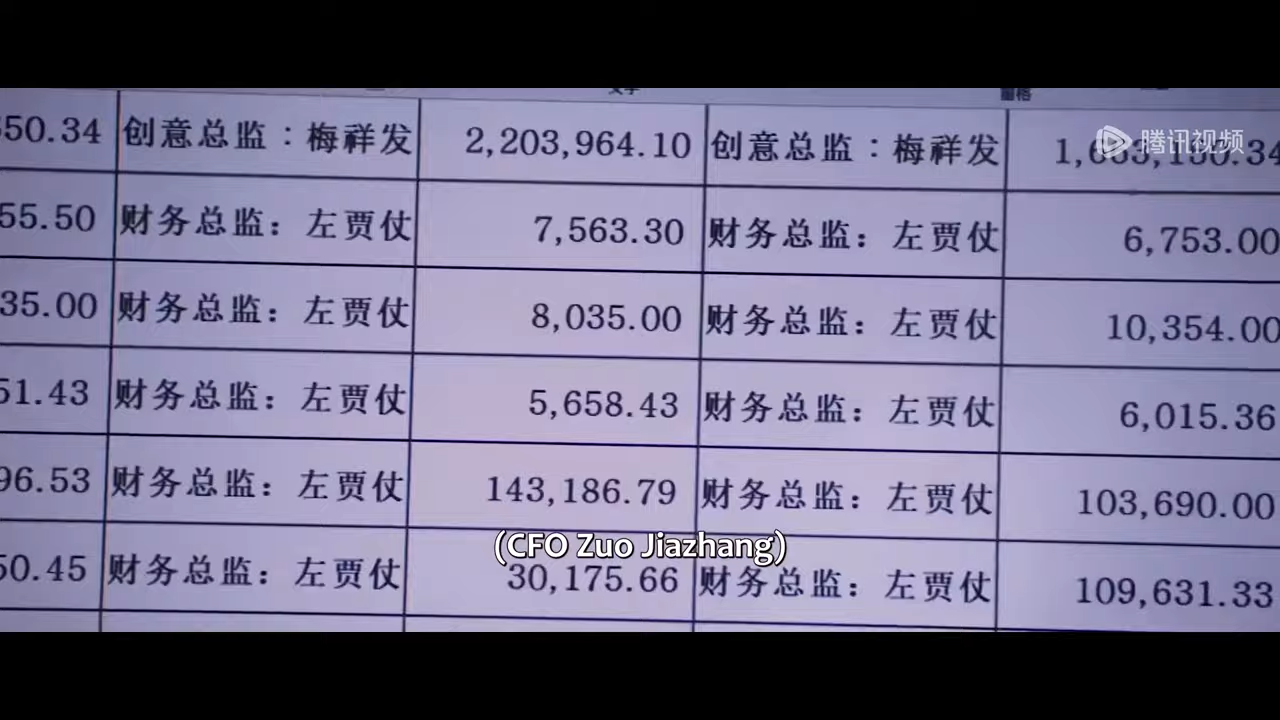 腾讯视频
50.34 创意总监：梅祥发 2,203,964.10 创意总监：梅祥发
55.50 财务总监：左贾仗 7,563.30 财务总监：左贾仗 6,753.00
35.00 财务总监：左贾仗 8,035.00 财务总监：左贾仗 10,354.00
51.43 财务总监：左贾仗 5,658.43 财务总监：左贾仗 6,015.36
96.53 财务总监：左贾仗 143,186.79 财务总监：左贾仗 103,690.00
(CFO Zuo Jiazhang)
50.45 财务总监：左贾仗 30,175.66 财务总监：左贾仗 109,631.33